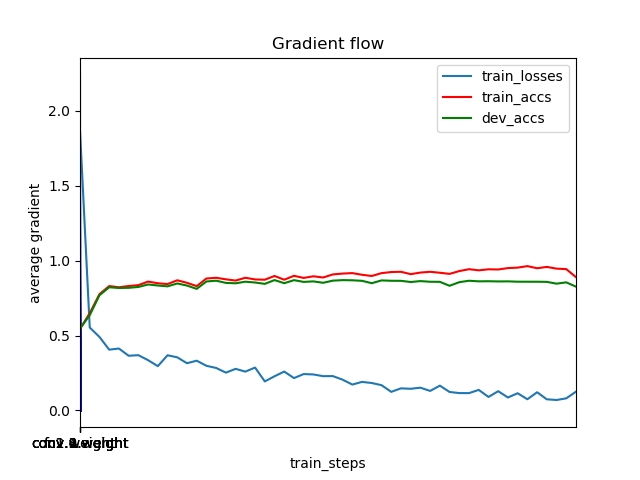 Gradient flow
train_losses
train_accs
dev_accs
2.0
1.5
1.0
0.5
0.0
average gradient
train_steps